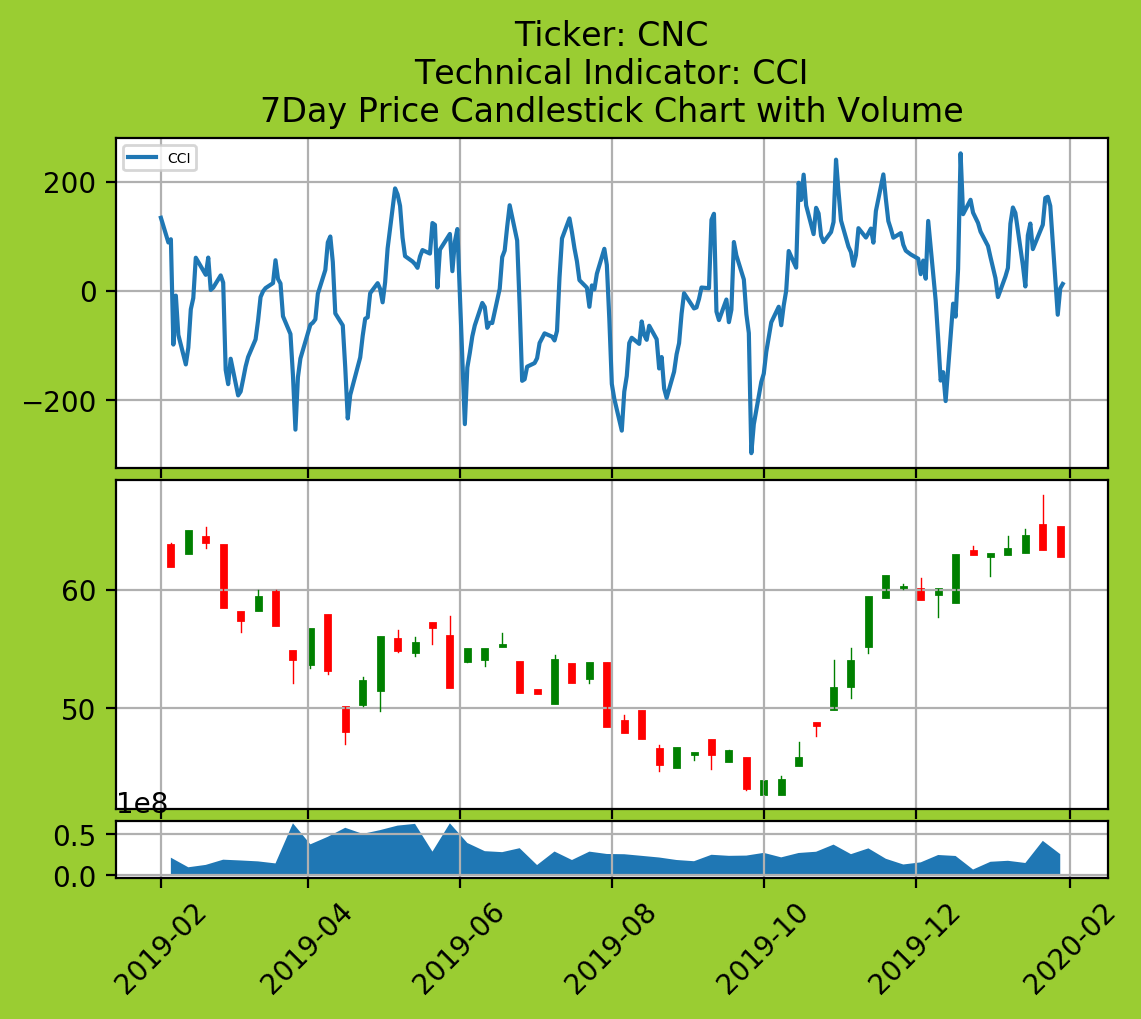 Ticker: CNC
Technical Indicator: CCI
7Day Price Candlestick Chart with Volume
CCI
200
0
−200
60
50
1e8
0.5
0.0
2019-02
2019-04
2019-06
2019-08
2019-10
2019-12
2020-02